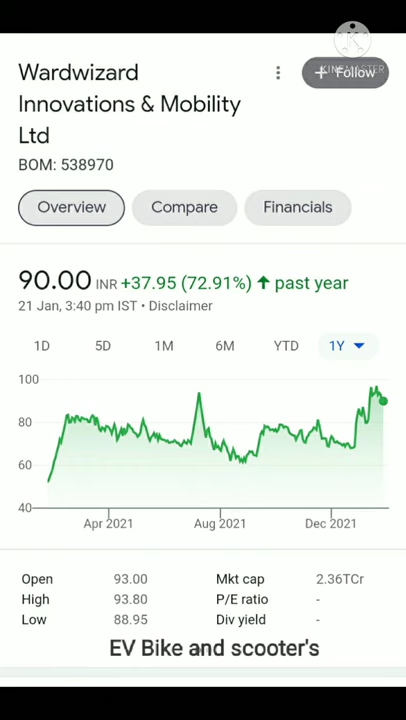 Wardwizard
Innovations & Mobility
Ltd
+ Follow
KINEMASTER
BOM: 538970
Overview
Compare
Financials
90.00 INR +37.95 (72.91%) ↑ past year
21 Jan, 3:40 pm IST • Disclaimer
1D 5D 1M 6M YTD 1Y
100
80
60
40
Apr 2021 Aug 2021 Dec 2021
Open 93.00 Mkt cap 2.36TCr
High 93.80 P/E ratio -
Low 88.95 Div yield -
EV Bike and scooter's